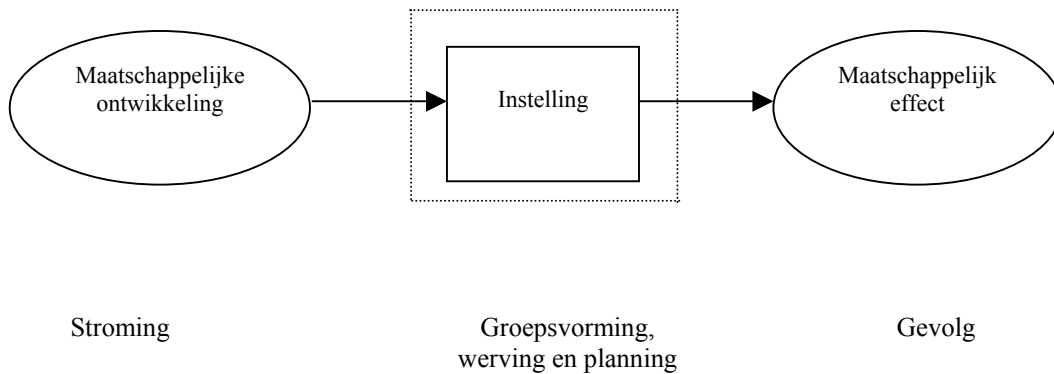 Maatschappelijke
ontwikkeling
Instelling
Maatschappelijk
effect
Stroming
Groepsvorming,
werving en planning
Gevolg